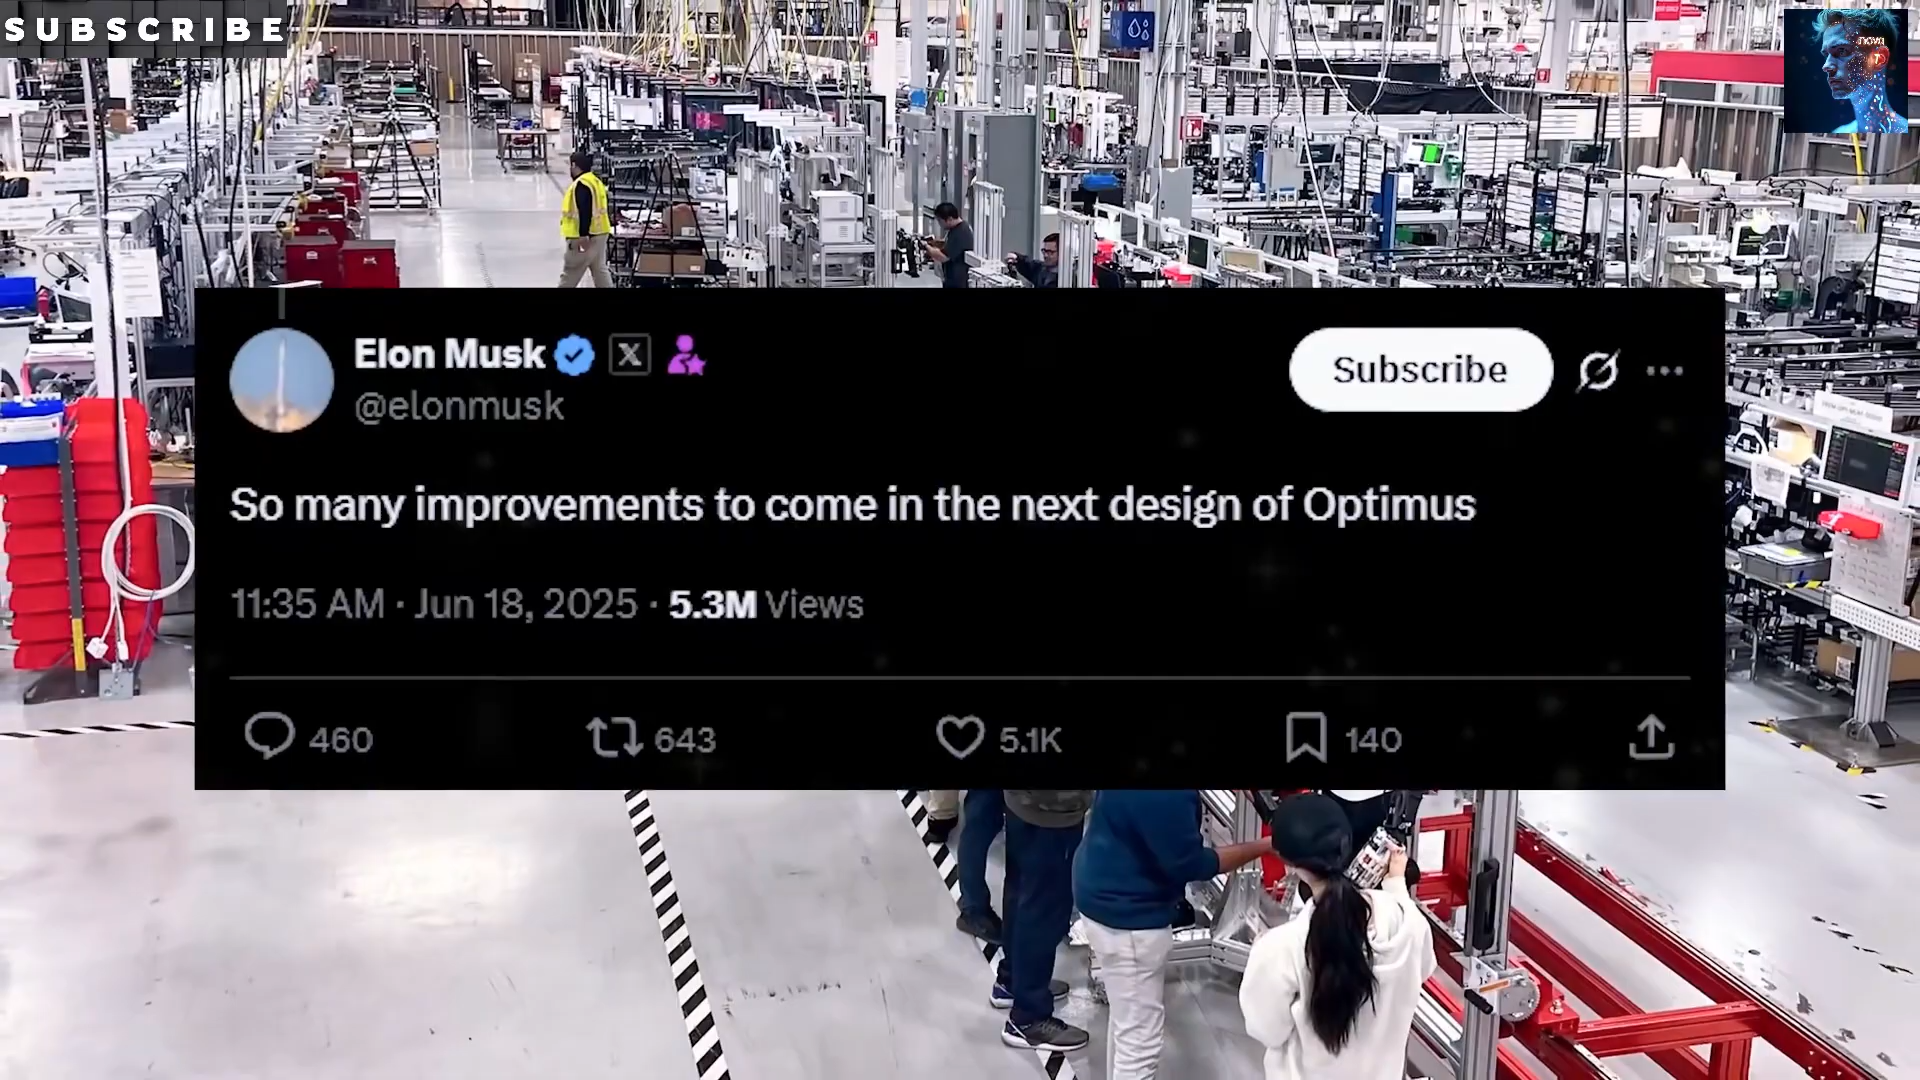 SUBSCRIBE
nova
Elon Musk
Subscribe
@elonmusk
So many improvements to come in the next design of Optimus
11:35 AM · Jun 18, 2025 · 5.3M Views
460
643
5.1K
140